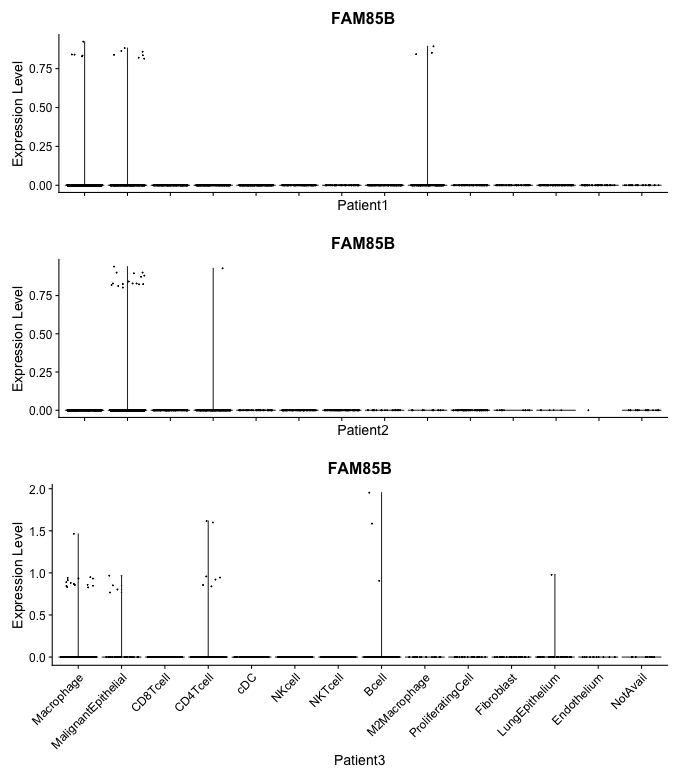 FAM85B
Expression Level
0.75
0.50
0.25
0.00
Patient1
FAM85B
Expression Level
0.75
0.50
0.25
0.00
Patient2
FAM85B
Expression Level
2.0
1.5
1.0
0.5
0.0
Macrophage
MalignantEpithelial
CD8Tcell
CD4Tcell
cDC
NKcell
NKTcell
Bcell
M2Macrophage
ProliferatingCell
Fibroblast
LungEpithelium
Endothelium
NotAvail
Patient3